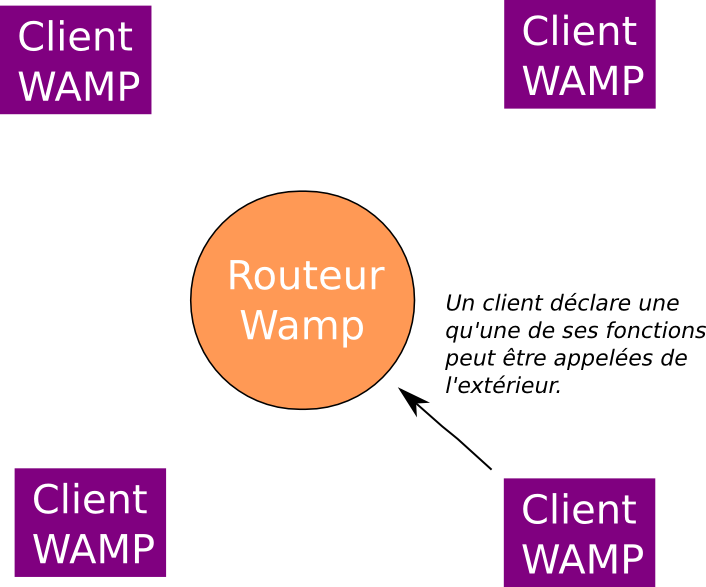 Client
WAMP
Client
WAMP
Routeur
Wamp
Un client déclare une
qu'une de ses fonctions
peut être appelées de
l'extérieur.
Client
WAMP
Client
WAMP